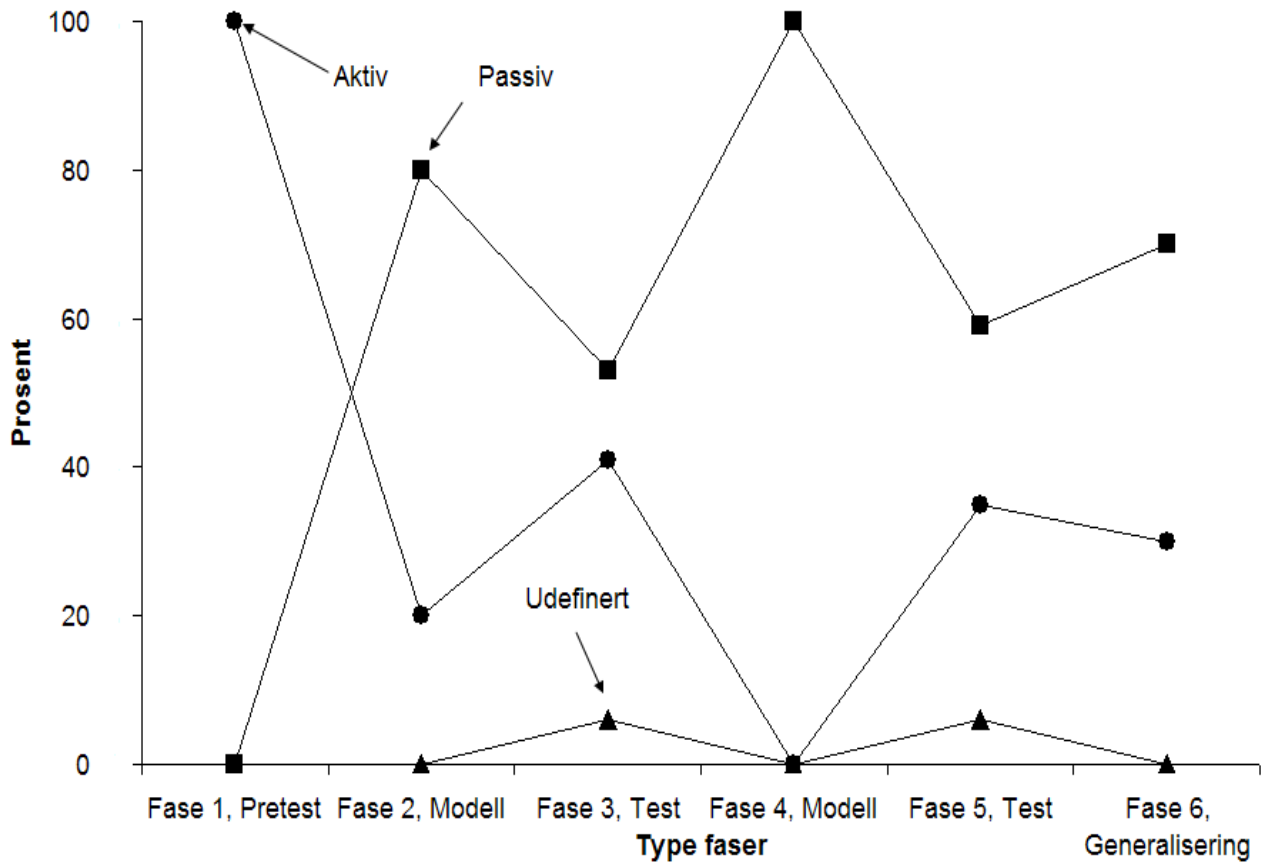 100
Aktiv
Passiv
80
60
Prosent
40
Udefinert
20
0
Fase 1, Pretest
Fase 2, Modell
Fase 3, Test
Fase 4, Modell
Fase 5, Test
Fase 6,
Generalisering
Type faser